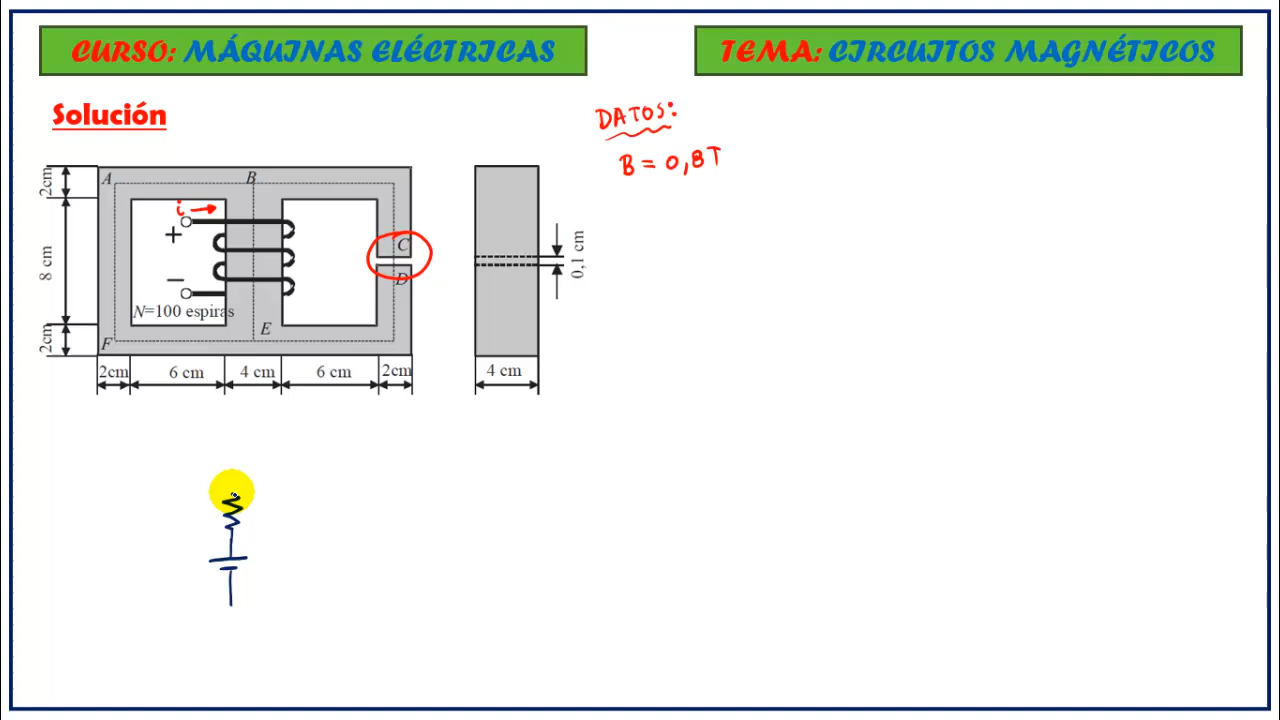 CURSO: MÁQUINAS ELÉCTRICAS
TEMA: CIRCUITOS MAGNÉTICOS
Solución
DATOS:
B = 0,8T
2cm
8 cm
2cm
A
B
i
+
C
D
−
N=100 espiras
E
F
2cm
6 cm
4 cm
6 cm
2cm
0,1 cm
4 cm